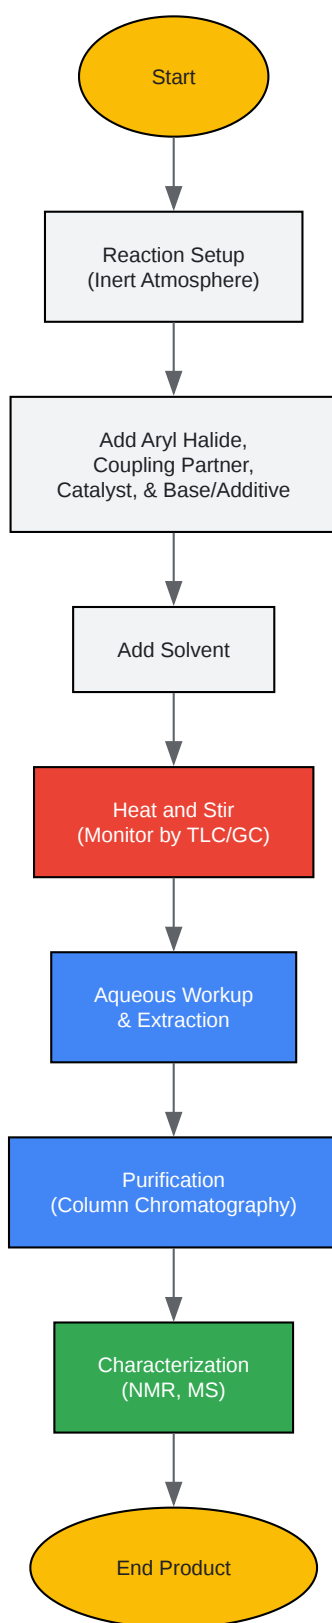 Start
Reaction Setup
(Inert Atmosphere)
Add Aryl Halide,
Coupling Partner,
Catalyst, & Base/Additive
Add Solvent
Heat and Stir
(Monitor by TLC/GC)
Aqueous Workup
& Extraction
Purification
(Column Chromatography)
Characterization
(NMR, MS)
End Product